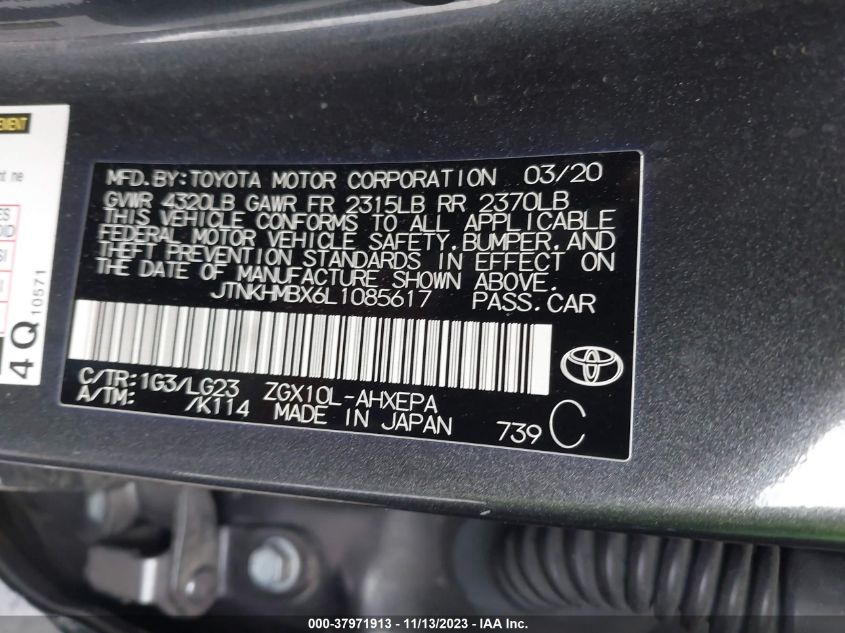 EMENT
4Q
10571
MFD.BY:TOYOTA MOTOR CORPORATION 03/20
GVWR 4320LB GAWR FR 2315LB RR 2370LB
THIS VEHICLE CONFORMS TO ALL APPLICABLE
FEDERAL MOTOR VEHICLE SAFETY,BUMPER,AND
THEFT PREVENTION STANDARDS IN EFFECT ON
THE DATE OF MANUFACTURE SHOWN ABOVE.
JTNKHMBX6L1085617 PASS.CAR
C/TR:1G3/LG23 ZGX10L-AHXEPA
A/TM: /K114 MADE IN JAPAN 739 C
000-37971913 - 11/13/2023 - IAA Inc.